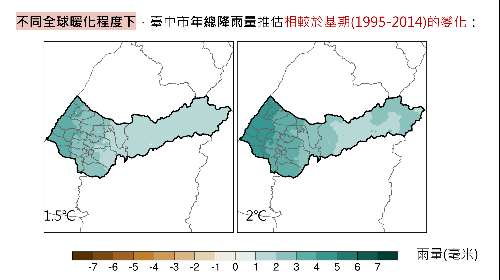 不同全球暖化程度下，臺中市年總降雨量推估相較於基期(1995-2014)的變化：
1.5℃ 2℃
-7 -6 -5 -4 -3 -2 -1 0 1 2 3 4 5 6 7 雨量(毫米)